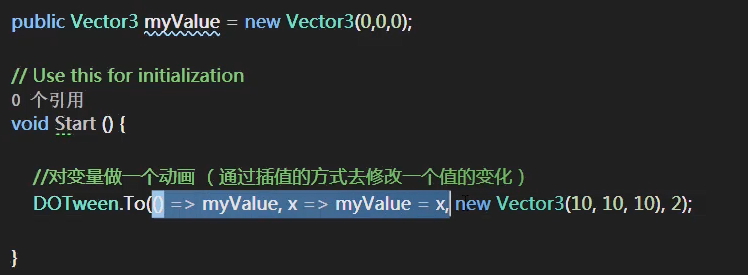 public Vector3 myValue = new Vector3(0,0,0);
// Use this for initialization
0 个引用
void Start () {
//对变量做一个动画（通过插值的方式去修改一个值的变化）
DOTween.To(() => myValue, x => myValue = x, new Vector3(10, 10, 10), 2);
}